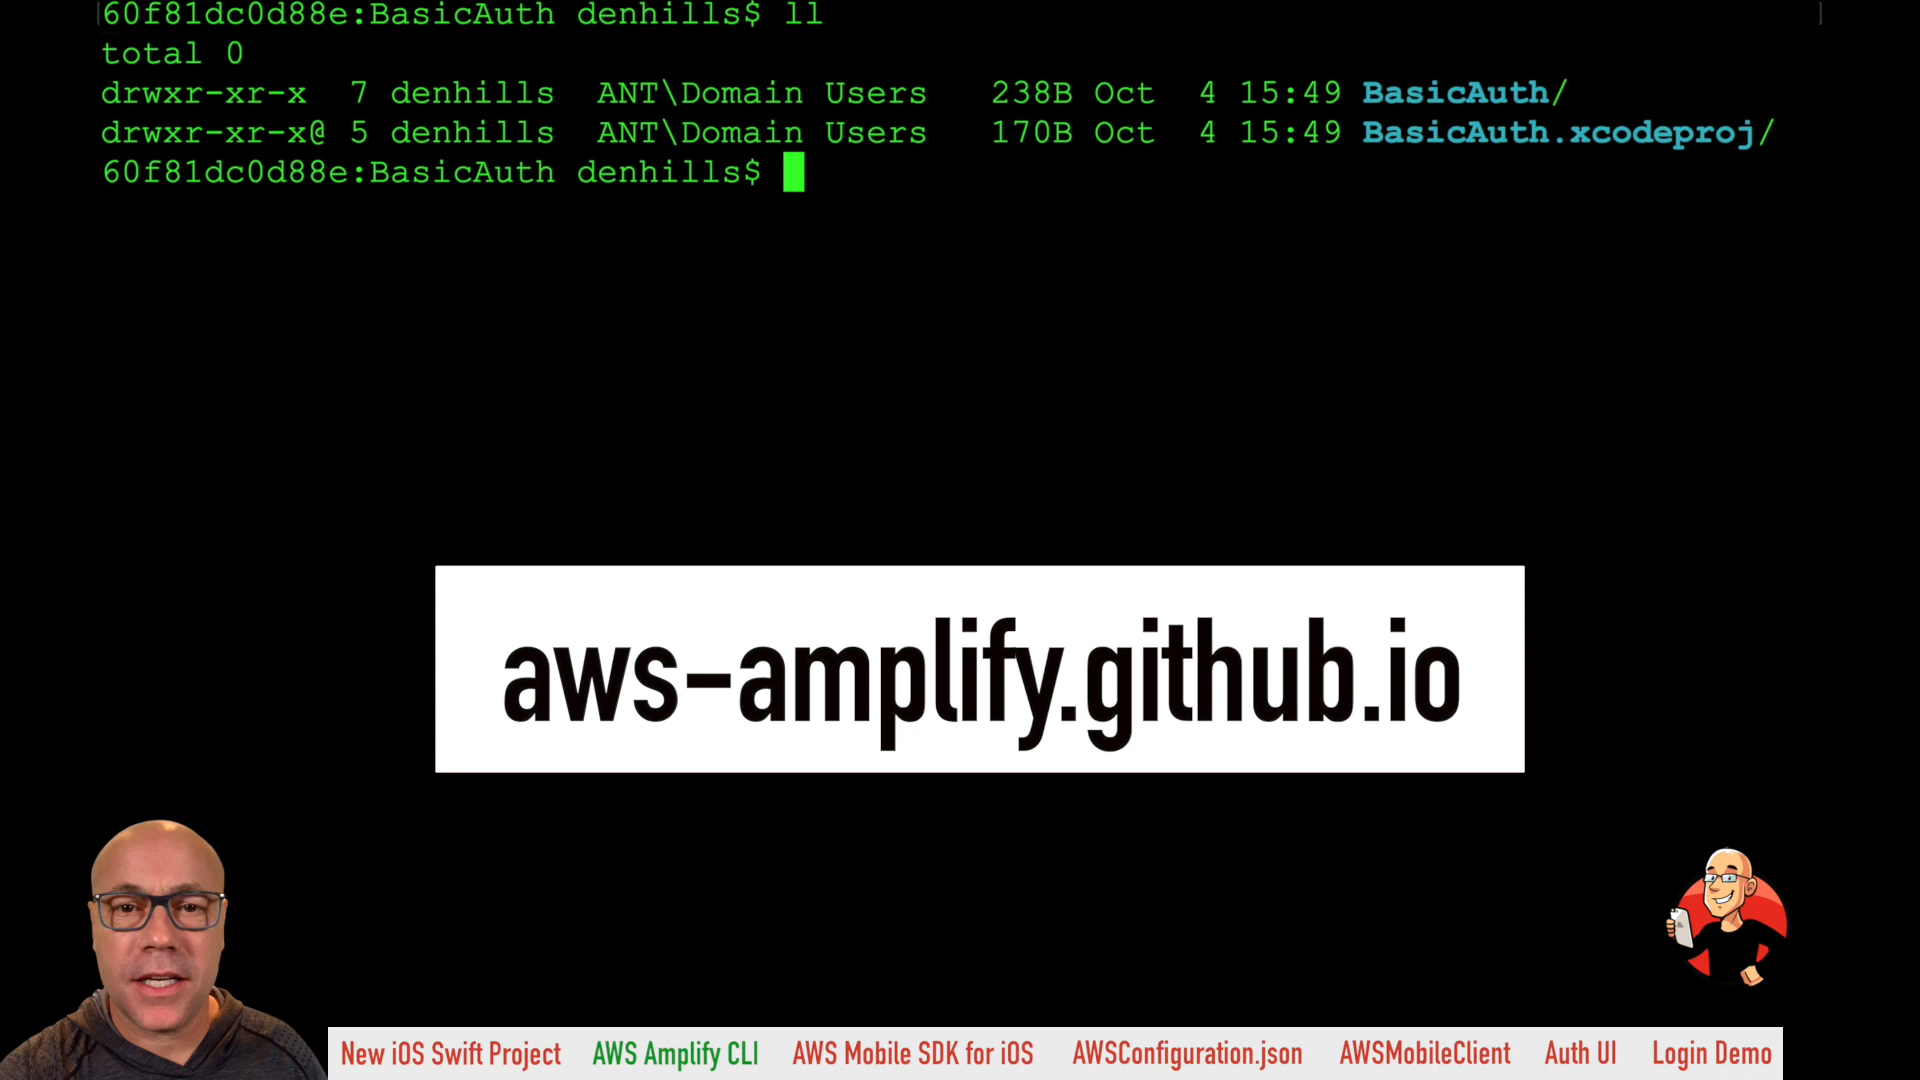 60f81dc0d88e:BasicAuth denhills$ ll
total 0
drwxr-xr-x  7 denhills  ANT\Domain Users   238B Oct  4 15:49 BasicAuth/
drwxr-xr-x@ 5 denhills  ANT\Domain Users   170B Oct  4 15:49 BasicAuth.xcodeproj/
60f81dc0d88e:BasicAuth denhills$
aws-amplify.github.io
New iOS Swift Project AWS Amplify CLI AWS Mobile SDK for iOS AWSConfiguration.json AWSMobileClient Auth UI Login Demo